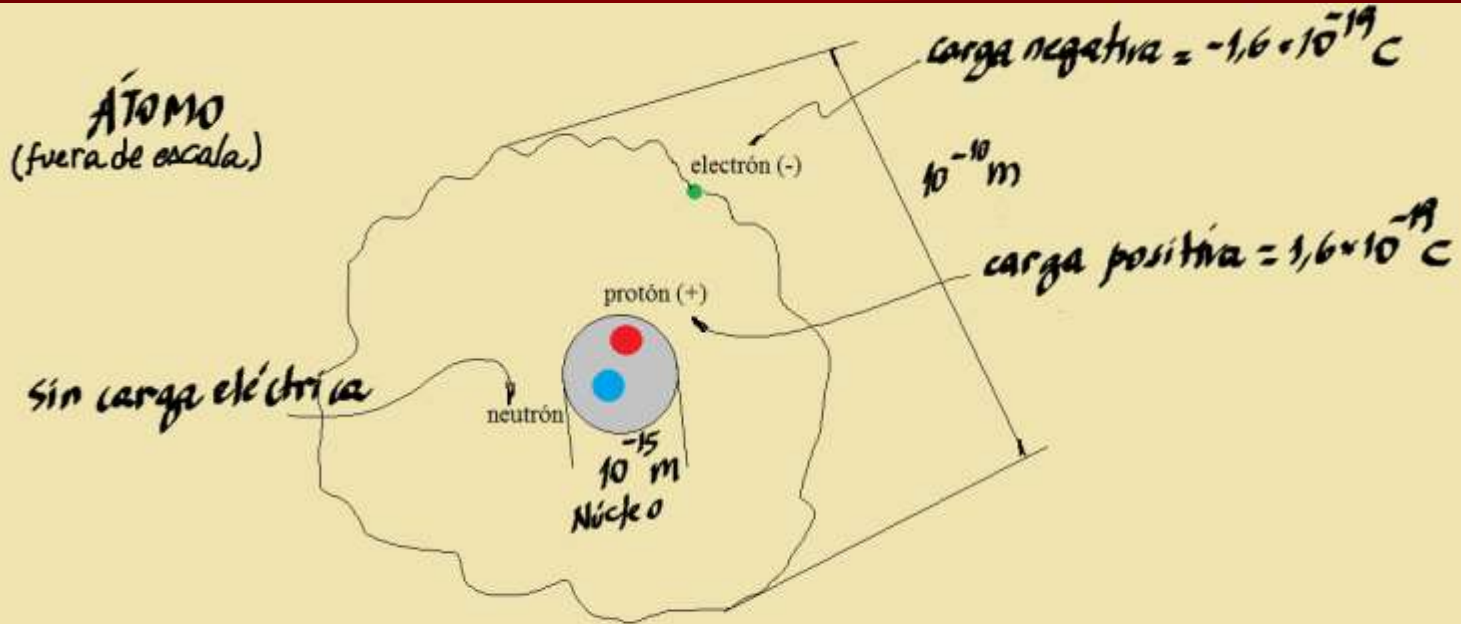 ÁTOMO
(fuera de escala)
carga negativa = -1,6×10⁻¹⁹ C
electrón (-)
10⁻¹⁰ m
carga positiva = 1,6×10⁻¹⁹ C
protón (+)
sin carga eléctrica
neutrón
10⁻¹⁵ m
Núcleo